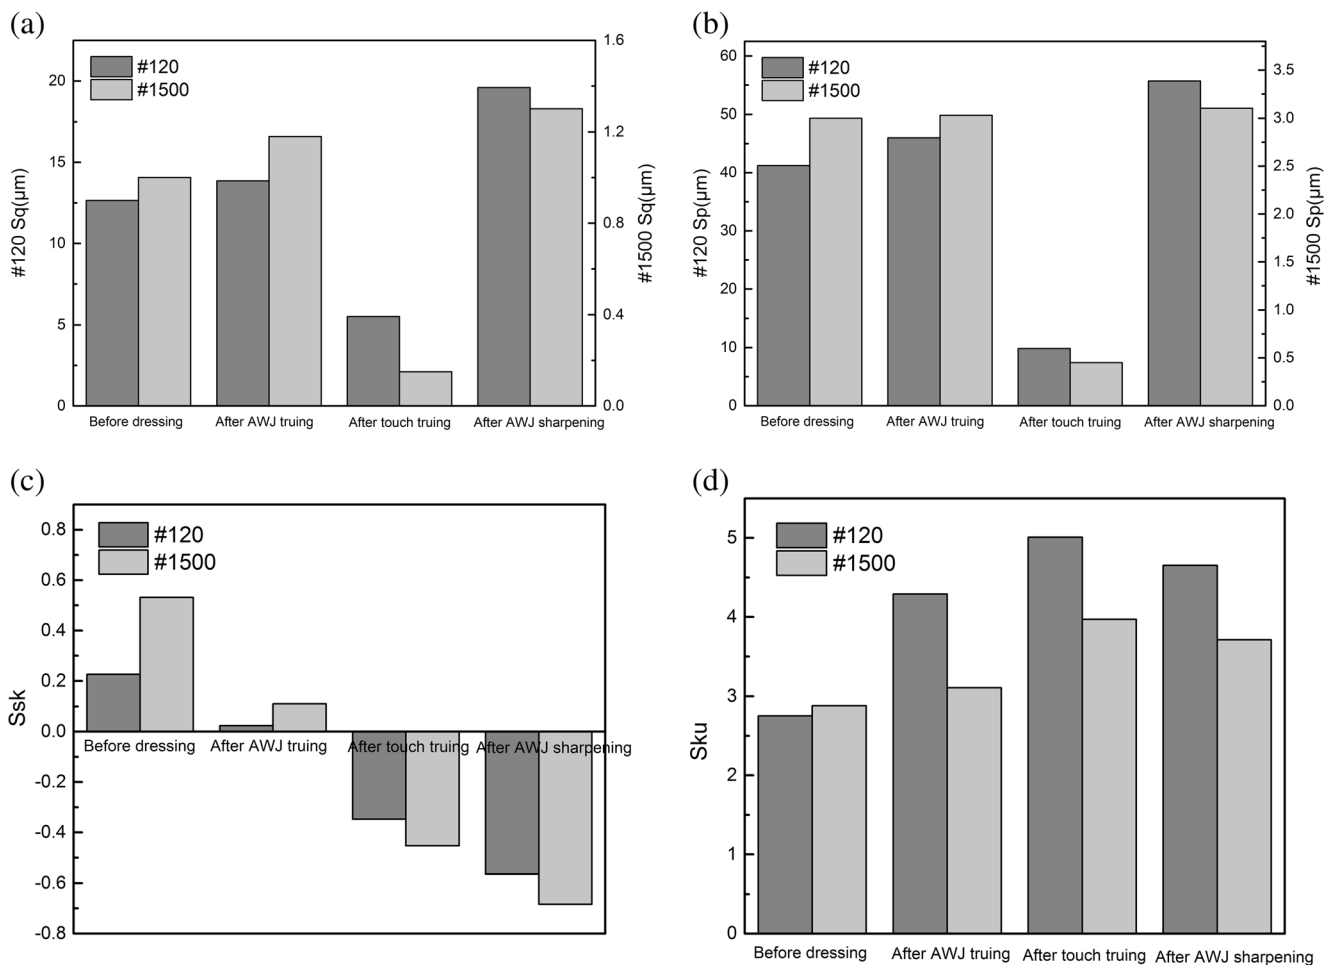 (a)
#120
#1500
#120 Sq(μm)
20
15
10
5
0
#1500 Sq(μm)
1.6
1.2
0.8
0.4
0.0
Before dressing
After AWJ truing
After touch truing
After AWJ sharpening
(b)
#120
#1500
#120 Sp(μm)
60
50
40
30
20
10
0
#1500 Sp(μm)
3.5
3.0
2.5
2.0
1.5
1.0
0.5
0.0
Before dressing
After AWJ truing
After touch truing
After AWJ sharpening
(c)
#120
#1500
Ssk
0.8
0.6
0.4
0.2
0.0
-0.2
-0.4
-0.6
-0.8
Before dressing
After AWJ truing
After touch truing
After AWJ sharpening
(d)
#120
#1500
Sku
5
4
3
2
1
0
Before dressing
After AWJ truing
After touch truing
After AWJ sharpening